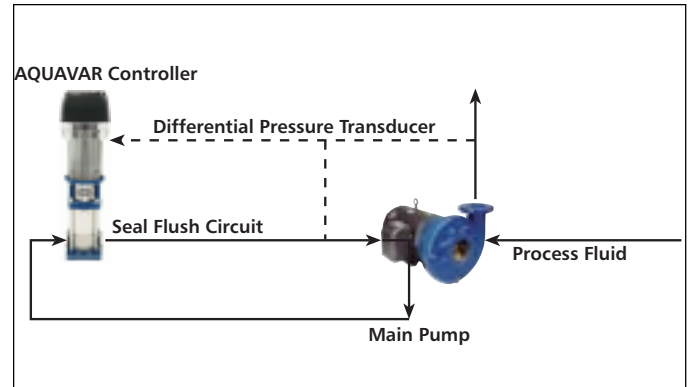 AQUAVAR Controller
Differential Pressure Transducer
Seal Flush Circuit
Process Fluid
Main Pump